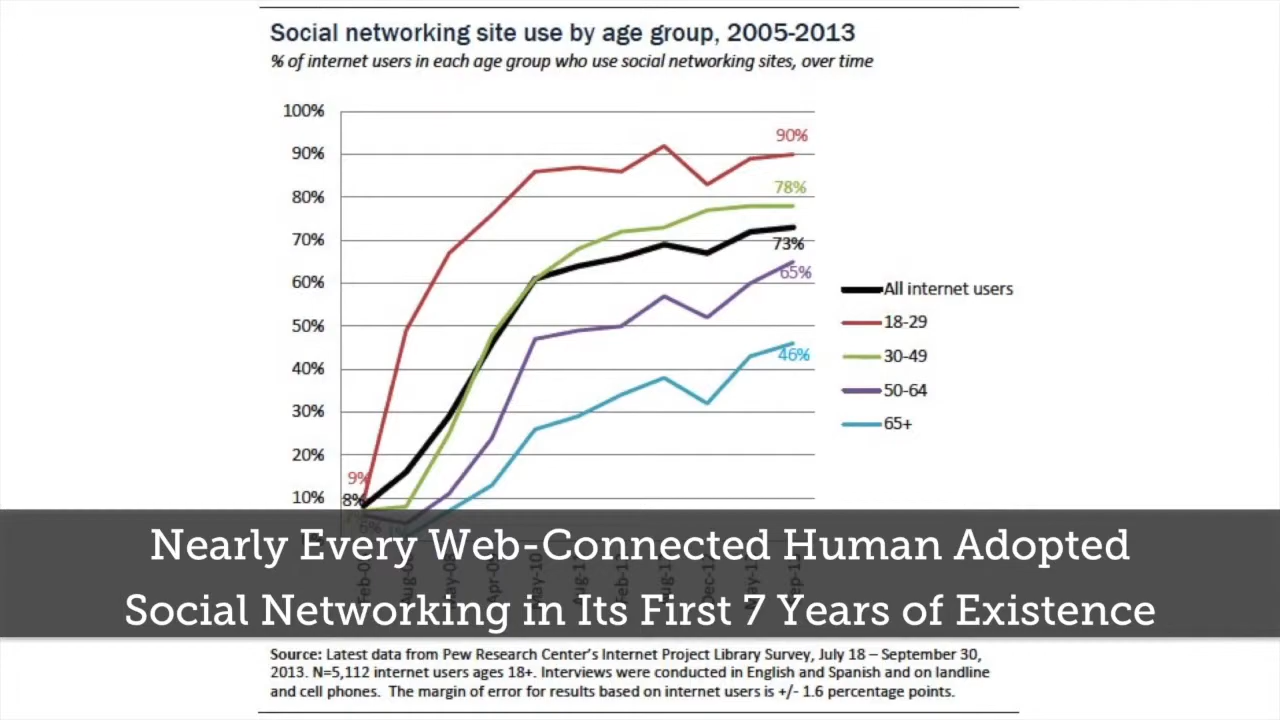 Social networking site use by age group, 2005-2013
% of internet users in each age group who use social networking sites, over time
100%
90%
90%
80%
78%
70%
73%
65%
60%
All internet users
18-29
50%
30-49
40%
46%
50-64
30%
65+
20%
9%
10%
8%
Nearly Every Web-Connected Human Adopted
Social Networking in Its First 7 Years of Existence
Source: Latest data from Pew Research Center's Internet Project Library Survey, July 18 – September 30,
2013. N=5,112 internet users ages 18+. Interviews were conducted in English and Spanish and on landline
and cell phones. The margin of error for results based on internet users is +/- 1.6 percentage points.